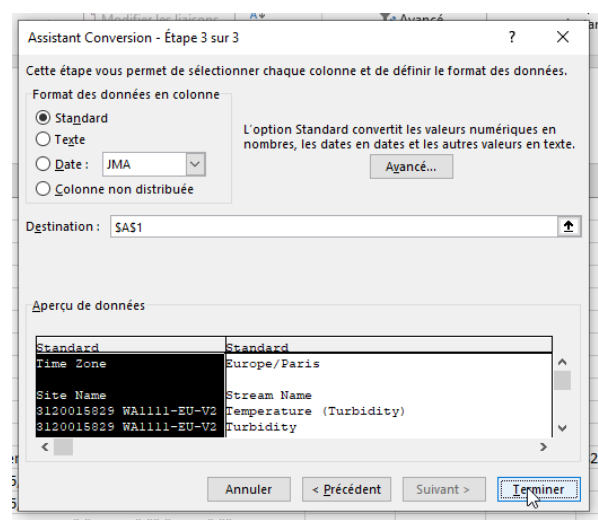 Modifier les liaisons
Avancé
Assistant Conversion - Étape 3 sur 3
?
Cette étape vous permet de sélectionner chaque colonne et de définir le format des données.
Format des données en colonne
Standard
Texte
Date : JMA
Colonne non distribuée
L'option Standard convertit les valeurs numériques en
nombres, les dates en dates et les autres valeurs en texte.
Avancé...
Destination : $A$1
Aperçu de données
Standard Standard
Time Zone Europe/Paris
Site Name Stream Name
3120015829 WA1111-EU-V2 Temperature (Turbidity)
3120015829 WA1111-EU-V2 Turbidity
Annuler < Précédent Suivant > Terminer